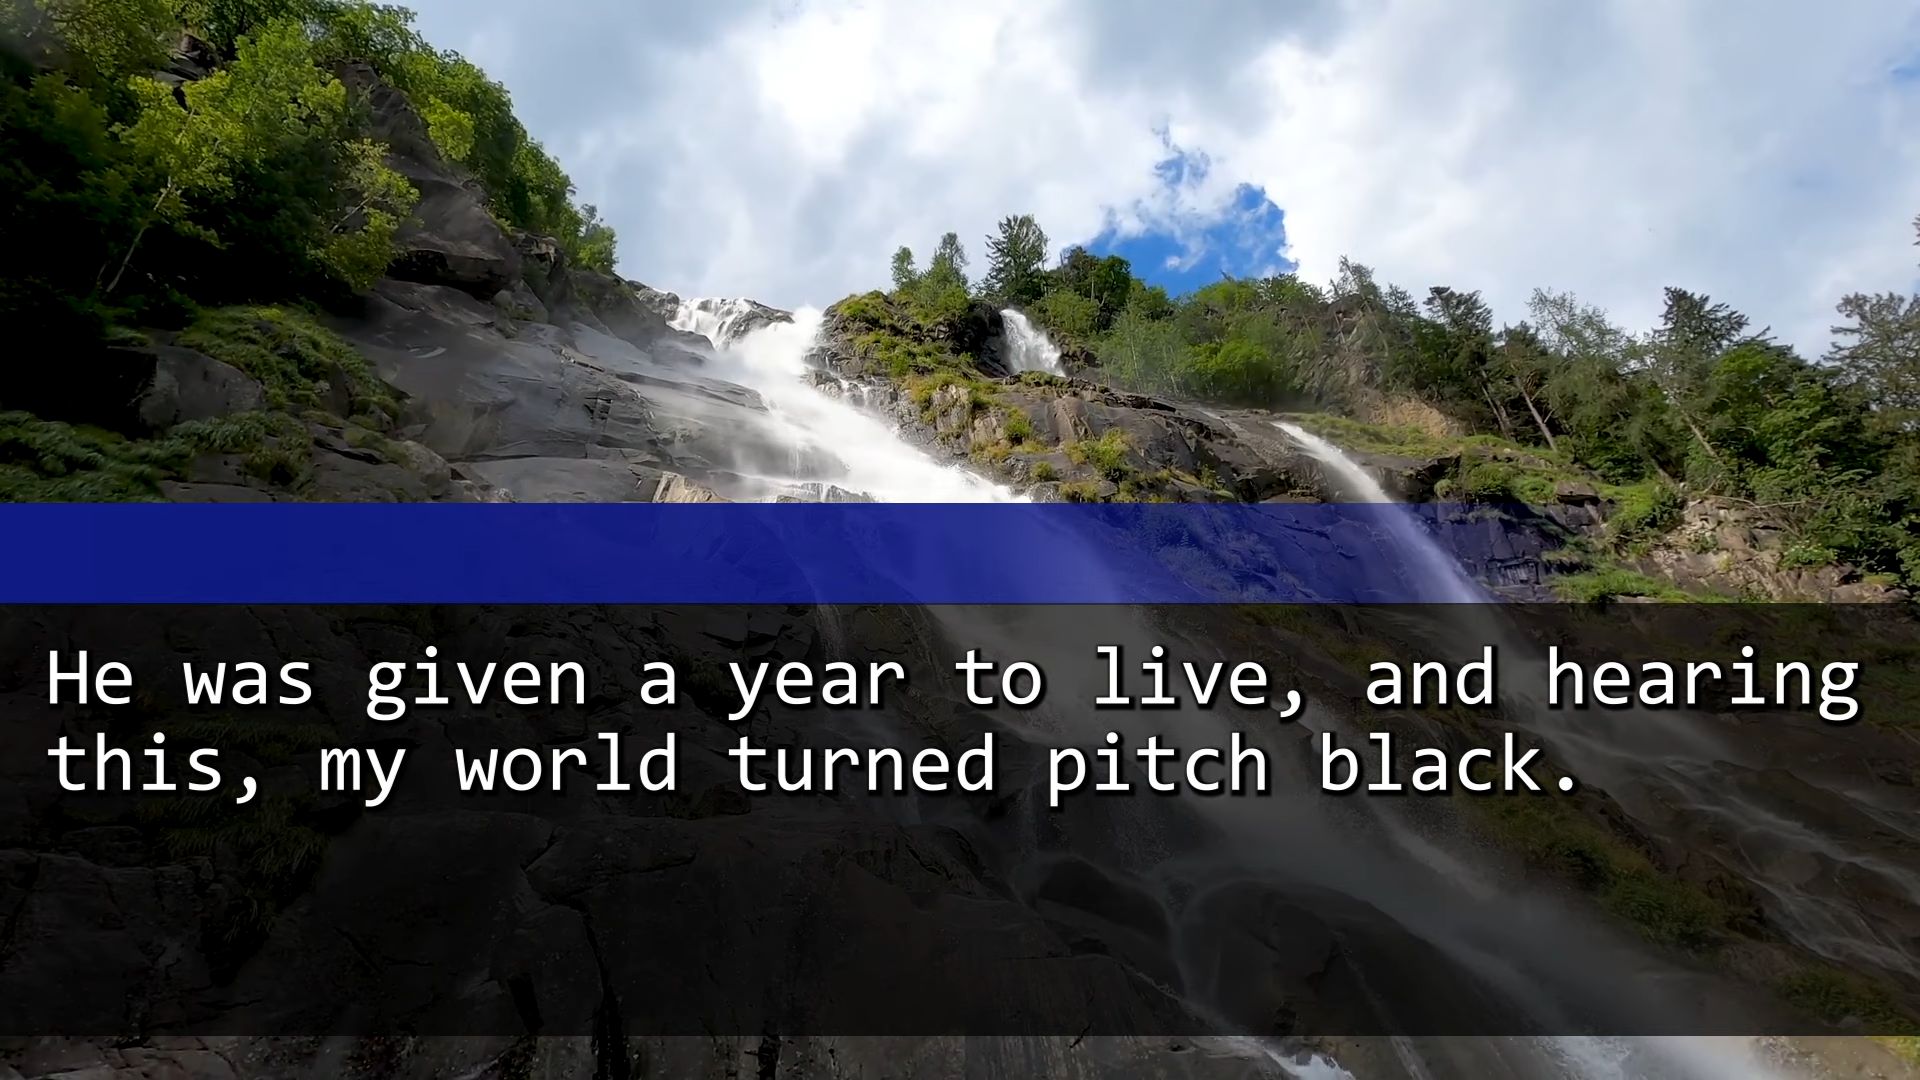 He was given a year to live, and hearing
this, my world turned pitch black.